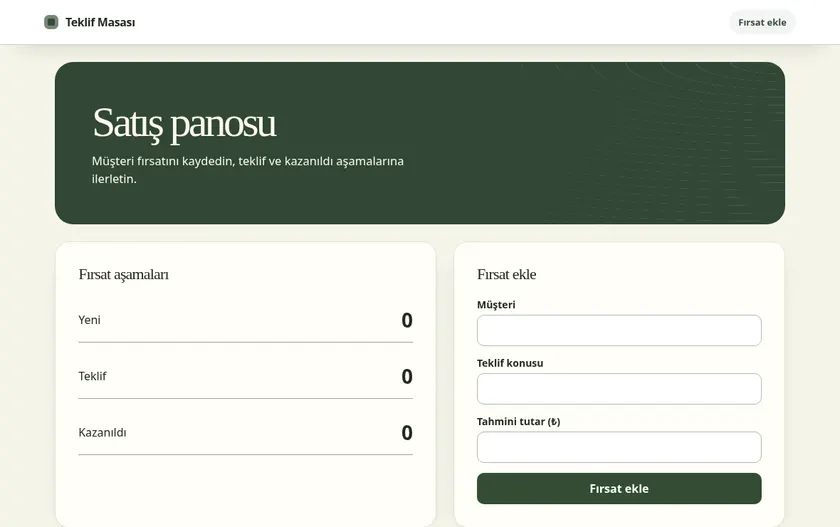 Teklif Masası
Fırsat ekle
Satış panosu
Müşteri fırsatını kaydedin, teklif ve kazanıldı aşamalarına
ilerletin.
Fırsat aşamaları
Yeni 0
Teklif 0
Kazanıldı 0
Fırsat ekle
Müşteri
Teklif konusu
Tahmini tutar (₺)
Fırsat ekle